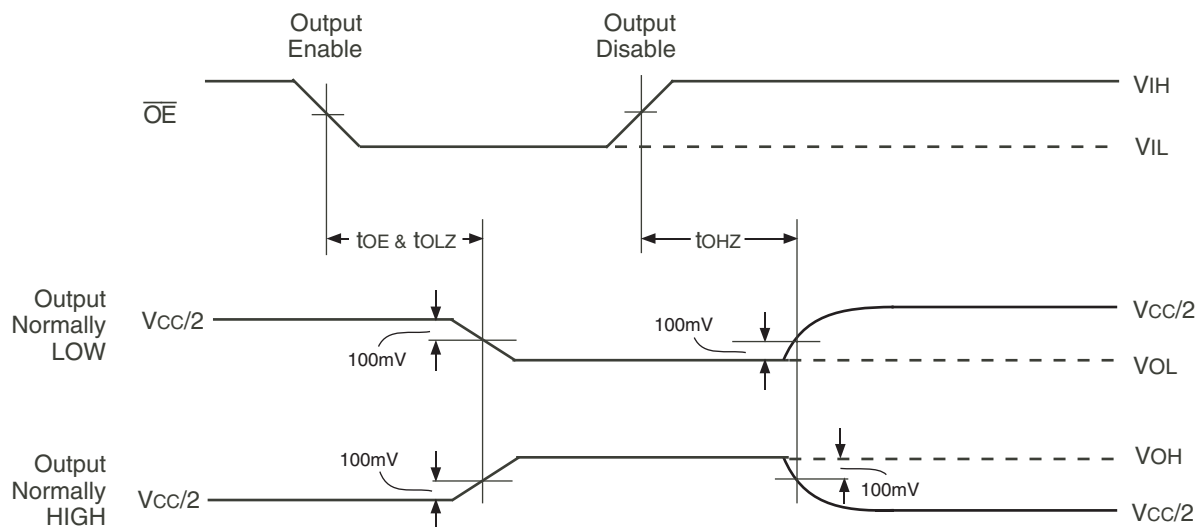 Output
Enable
Output
Disable
OE
VIH
VIL
tOE & tOLZ
tOHZ
Output
Normally
LOW
VCC/2
100mV
100mV
VCC/2
VOL
Output
Normally
HIGH
100mV
VCC/2
VOH
100mV
VCC/2